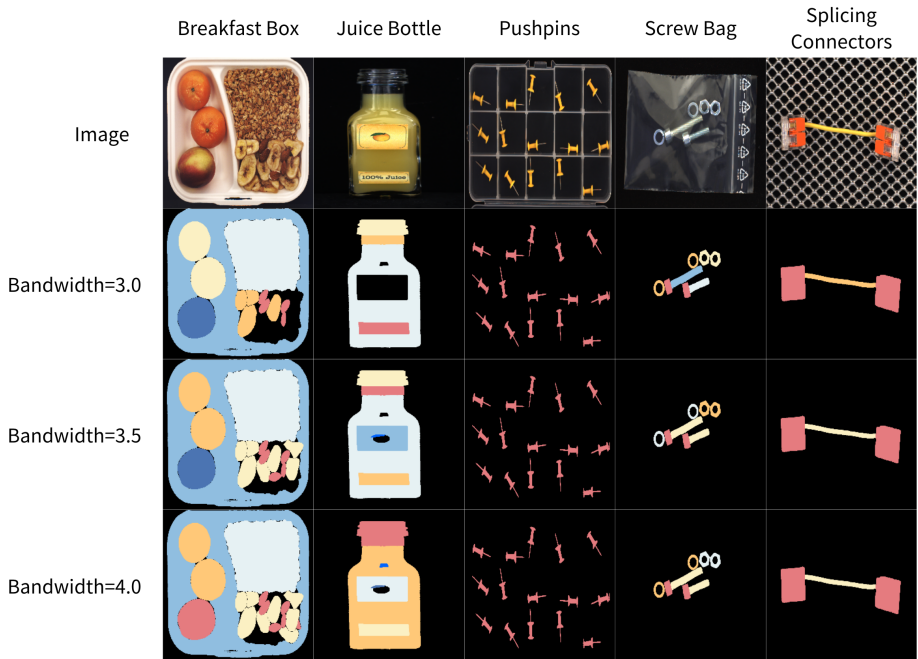 Breakfast Box
Juice Bottle
Pushpins
Screw Bag
Splicing
Connectors
Image
100% Juice
Bandwidth=3.0
Bandwidth=3.5
Bandwidth=4.0